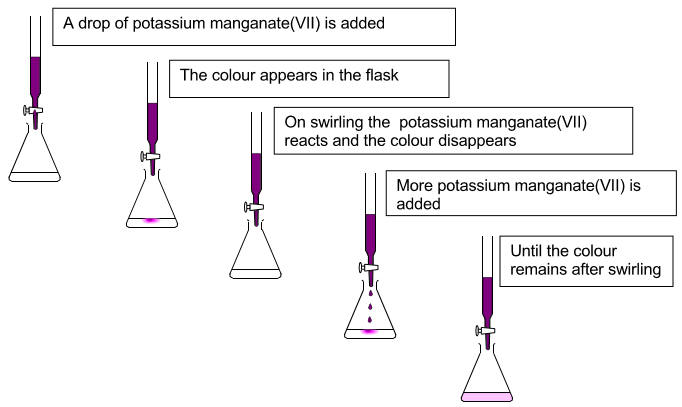 A drop of potassium manganate(VII) is added
The colour appears in the flask
On swirling the  potassium manganate(VII)
reacts and the colour disappears
More potassium manganate(VII) is
added
Until the colour
remains after swirling